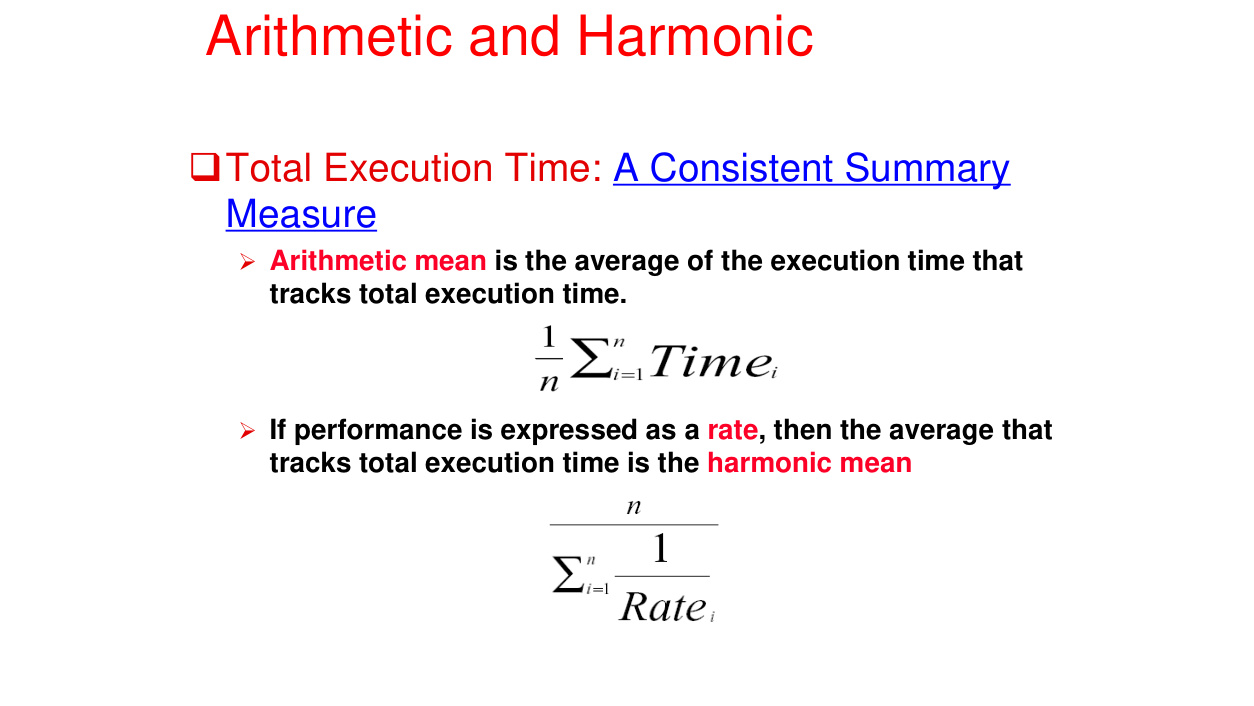 Arithmetic and Harmonic
❑Total Execution Time: A Consistent Summary
Measure
➢ Arithmetic mean is the average of the execution time that
tracks total execution time.
\frac{1}{n} \sum_{i=1}^{n} Time_i
➢ If performance is expressed as a rate, then the average that
tracks total execution time is the harmonic mean
\frac{n}{\sum_{i=1}^{n} \frac{1}{Rate_i}}